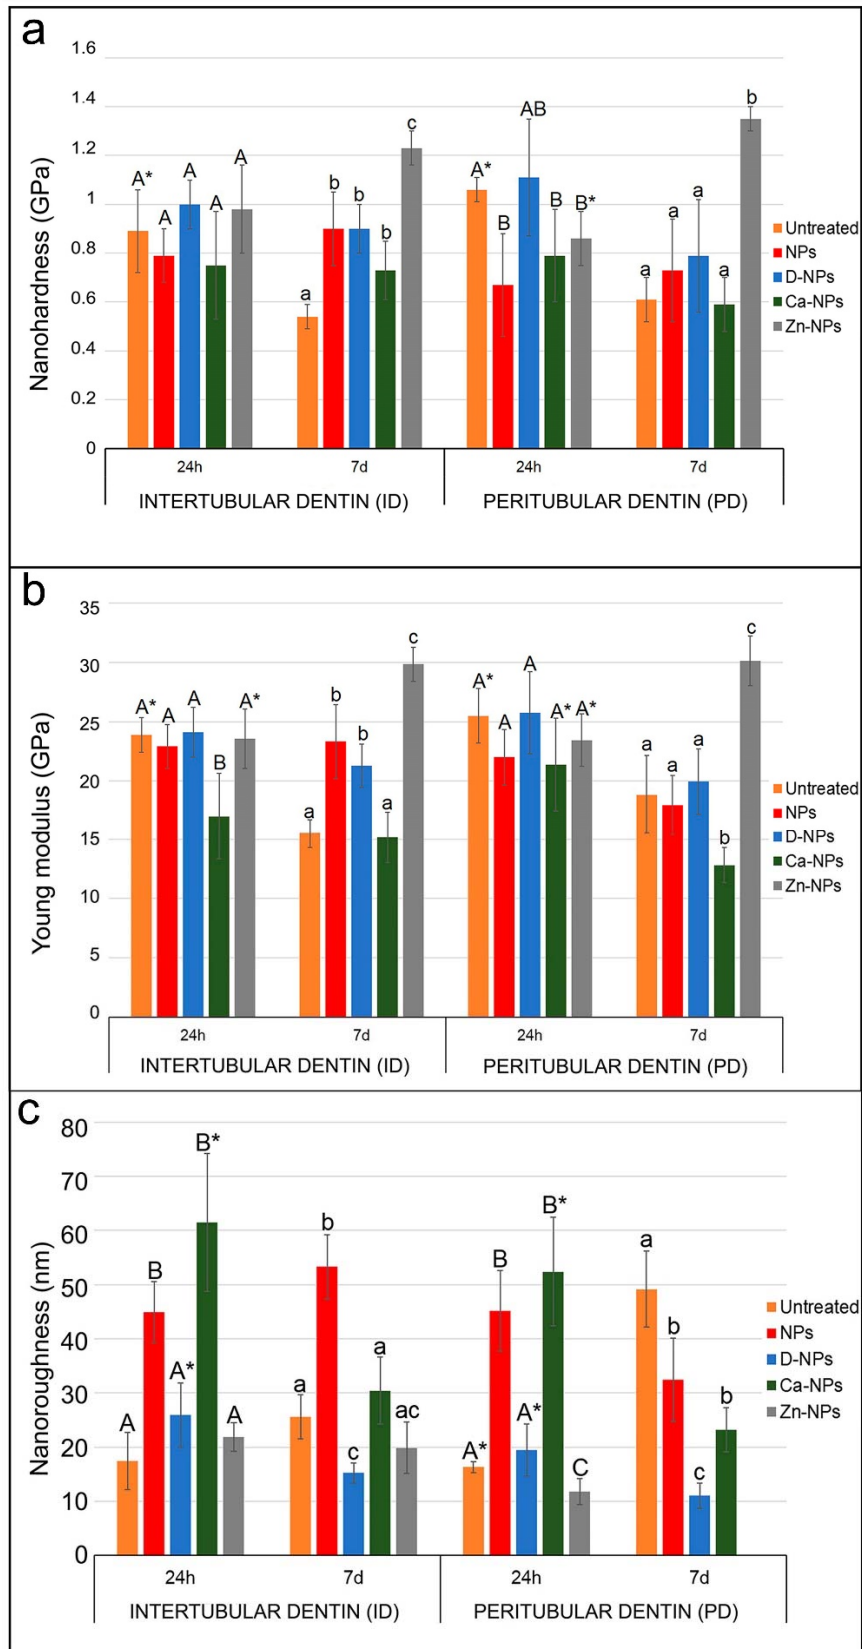 a
Nanohardness (GPa)
1.6
1.4
1.2
1
0.8
0.6
0.4
0.2
0
A* A A A A
a b b b c
A* B AB B B*
a a a a b
24h 7d 24h 7d
INTERTUBULAR DENTIN (ID) PERITUBULAR DENTIN (PD)
Untreated
NPs
D-NPs
Ca-NPs
Zn-NPs
b
Young modulus (GPa)
35
30
25
20
15
10
5
0
A* A A B A*
a b b a c
A* A A A* A*
a a a b c
24h 7d 24h 7d
INTERTUBULAR DENTIN (ID) PERITUBULAR DENTIN (PD)
Untreated
NPs
D-NPs
Ca-NPs
Zn-NPs
c
Nanoroughness (nm)
80
70
60
50
40
30
20
10
0
A B A* B* A
a b c a ac
A* B A* B* C
a b c b
24h 7d 24h 7d
INTERTUBULAR DENTIN (ID) PERITUBULAR DENTIN (PD)
Untreated
NPs
D-NPs
Ca-NPs
Zn-NPs